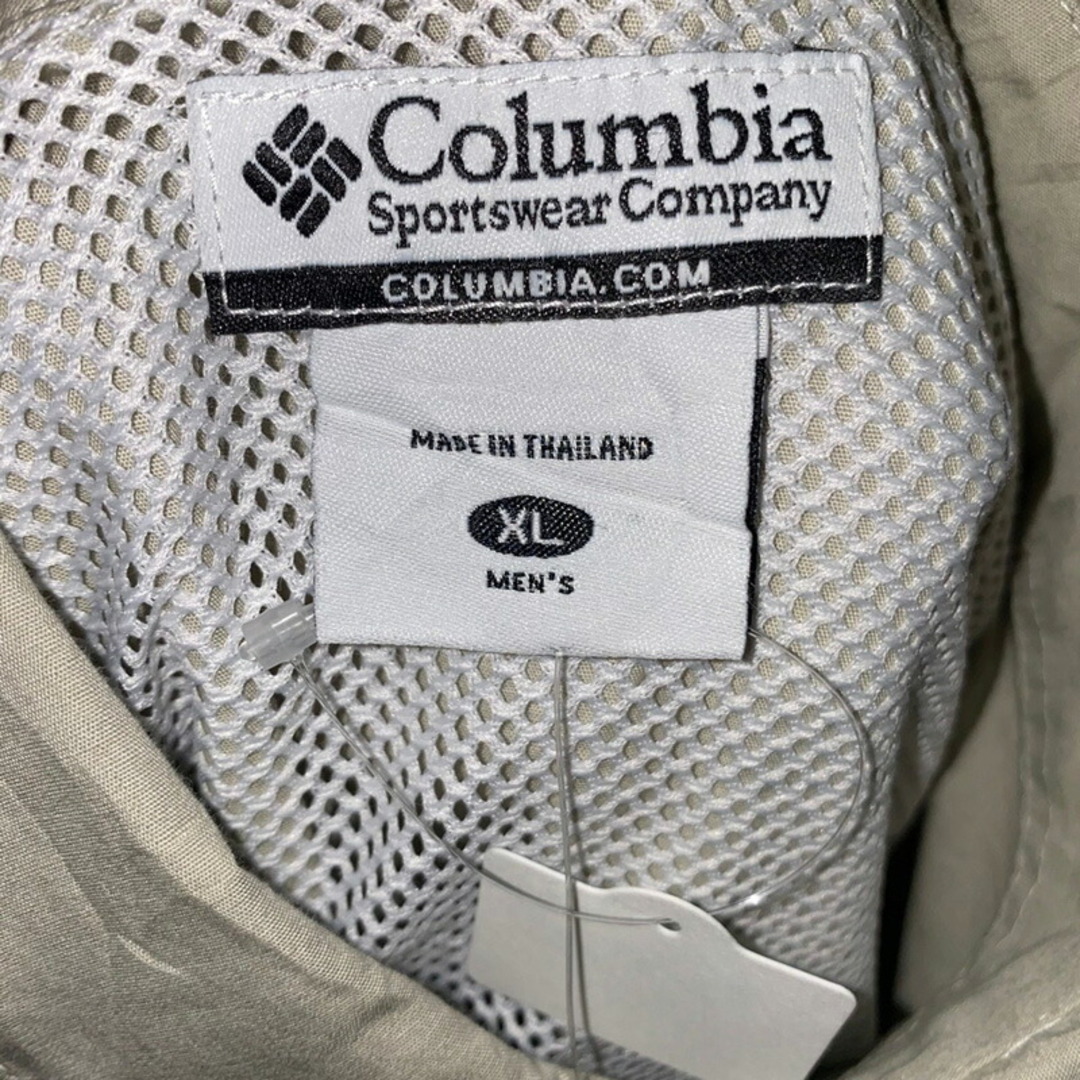 Columbia
Sportswear Company
COLUMBIA.COM
MADE IN THAILAND
XL
MEN'S